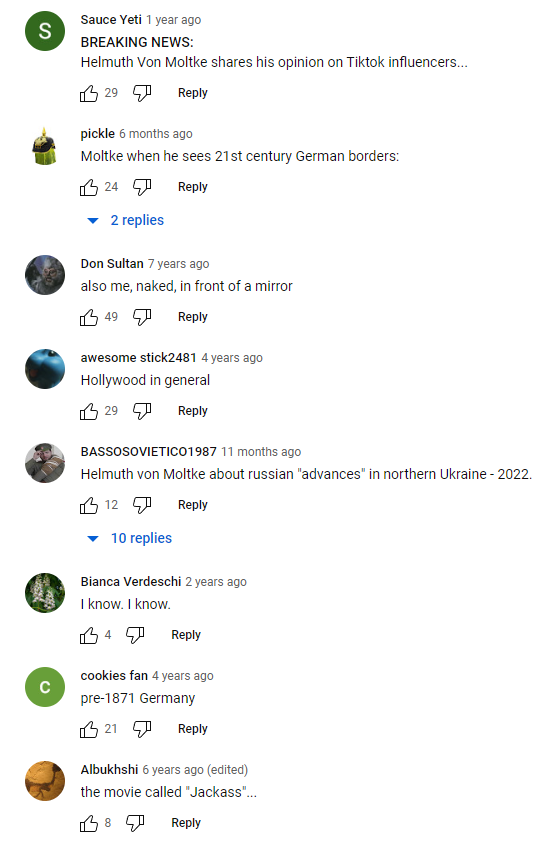 S
Sauce Yeti 1 year ago
BREAKING NEWS:
Helmuth Von Moltke shares his opinion on Tiktok influencers...
29 Reply
pickle 6 months ago
Moltke when he sees 21st century German borders:
24 Reply
2 replies
Don Sultan 7 years ago
also me, naked, in front of a mirror
49 Reply
awesome stick2481 4 years ago
Hollywood in general
29 Reply
BASSOSOVIETICO1987 11 months ago
Helmuth von Moltke about russian "advances" in northern Ukraine - 2022.
12 Reply
10 replies
Bianca Verdeschi 2 years ago
I know. I know.
4 Reply
c
cookies fan 4 years ago
pre-1871 Germany
21 Reply
Albukhshi 6 years ago (edited)
the movie called "Jackass"...
8 Reply